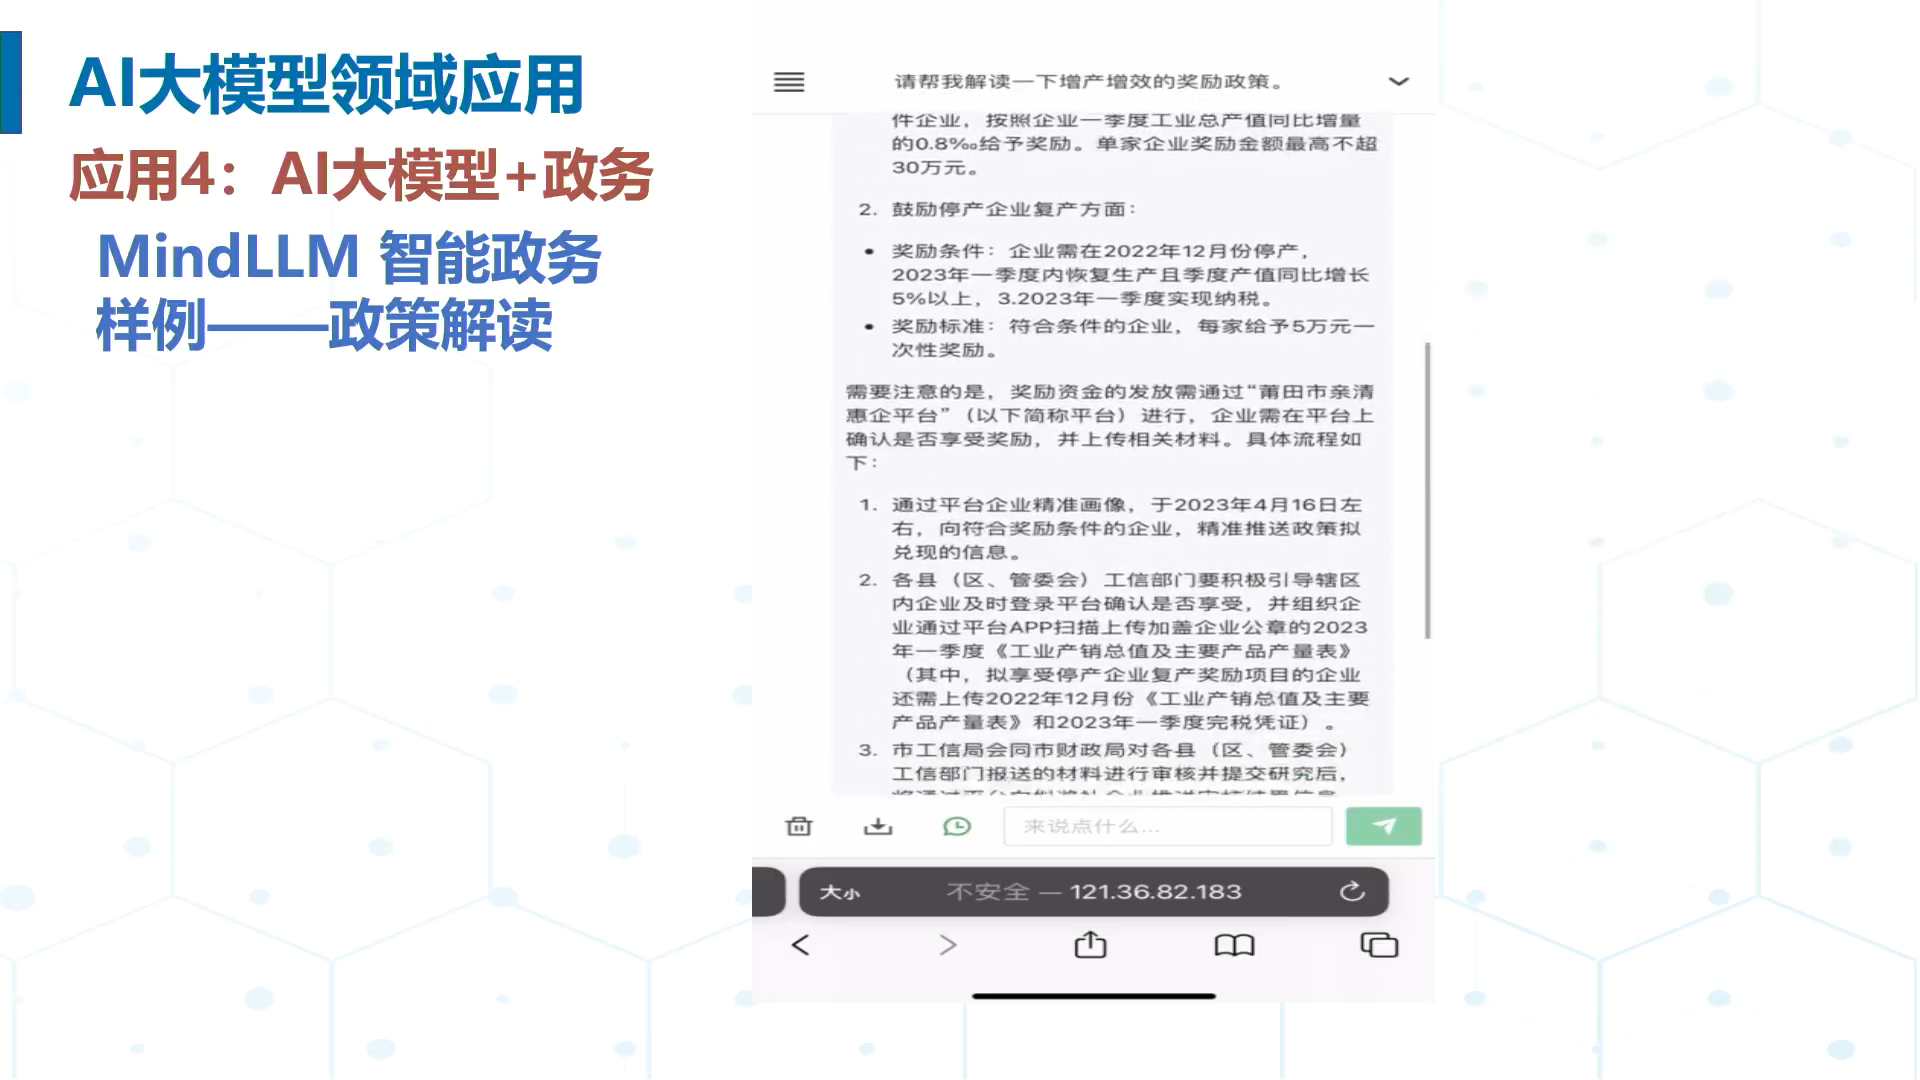 AI大模型领域应用
应用4：AI大模型+政务
MindLLM 智能政务
样例——政策解读
请帮我解读一下增产增效的奖励政策。
件企业，按照企业一季度工业总产值同比增量
的0.8‰给予奖励。单家企业奖励金额最高不超
30万元。
2. 鼓励停产企业复产方面：
• 奖励条件：企业需在2022年12月份停产，
2023年一季度内恢复生产且季度产值同比增长
5%以上，3.2023年一季度实现纳税。
• 奖励标准：符合条件的企业，每家给予5万元一
次性奖励。
需要注意的是，奖励资金的发放需通过“莆田市亲清
惠企平台”（以下简称平台）进行，企业需在平台上
确认是否享受奖励，并上传相关材料。具体流程如
下：
1. 通过平台企业精准画像，于2023年4月16日左
右，向符合奖励条件的企业，精准推送政策拟
兑现的信息。
2. 各县（区、管委会）工信部门要积极引导辖区
内企业及时登录平台确认是否享受，并组织企
业通过平台APP扫描上传加盖企业公章的2023
年一季度《工业产销总值及主要产品产量表》
（其中，拟享受停产企业复产奖励项目的企业
还需上传2022年12月份《工业产销总值及主要
产品产量表》和2023年一季度完税凭证）。
3. 市工信局会同市财政局对各县（区、管委会）
工信部门报送的材料进行审核并提交研究后，
来说点什么...
大小 不安全 — 121.36.82.183